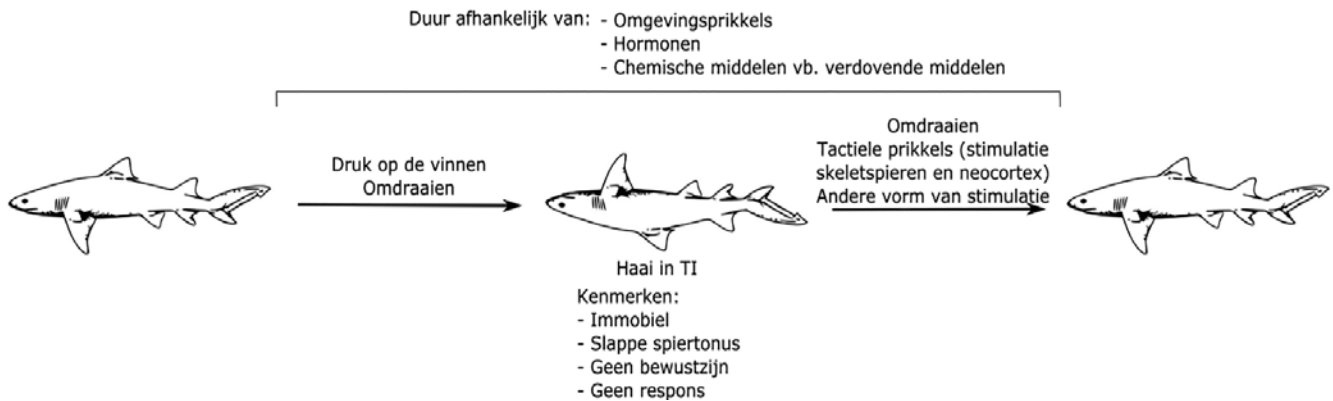 Duur afhankelijk van: - Omgevingsprikkels
- Hormonen
- Chemische middelen vb. verdovende middelen
Druk op de vinnen
Omdraaien
Omdraaien
Tactiele prikkels (stimulatie
skeletspieren en neocortex)
Andere vorm van stimulatie
Haai in TI
Kenmerken:
- Immobiel
- Slappe spiertonus
- Geen bewustzijn
- Geen respons